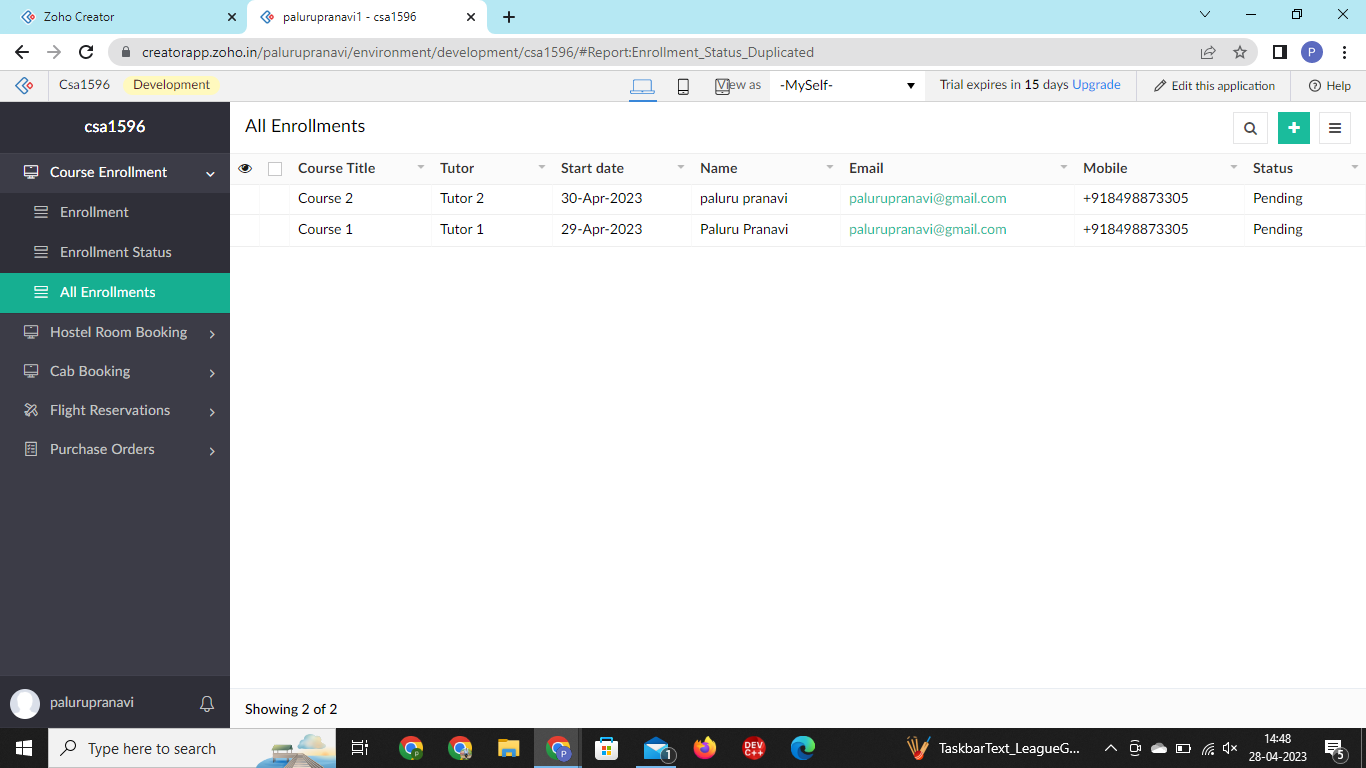 Zoho Creator
palurupranavi1 - csa1596
creatorapp.zoho.in/palurupranavi/environment/development/csa1596/#Report:Enrollment_Status_Duplicated
P
Csa1596 Development
View as -MySelf-
Trial expires in 15 days Upgrade
Edit this application
Help
csa1596
Course Enrollment
Enrollment
Enrollment Status
All Enrollments
Hostel Room Booking
Cab Booking
Flight Reservations
Purchase Orders
palurupranavi
All Enrollments
Course Title Tutor Start date Name Email Mobile Status
Course 2 Tutor 2 30-Apr-2023 paluru pranavi palurupranavi@gmail.com +918498873305 Pending
Course 1 Tutor 1 29-Apr-2023 Paluru Pranavi palurupranavi@gmail.com +918498873305 Pending
Showing 2 of 2
Type here to search
P
P
1
DEV
C++
TaskbarText_LeagueG...
14:48
28-04-2023
5